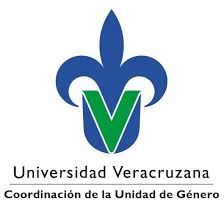 Universidad Veracruzana
Coordinación de la Unidad de Género